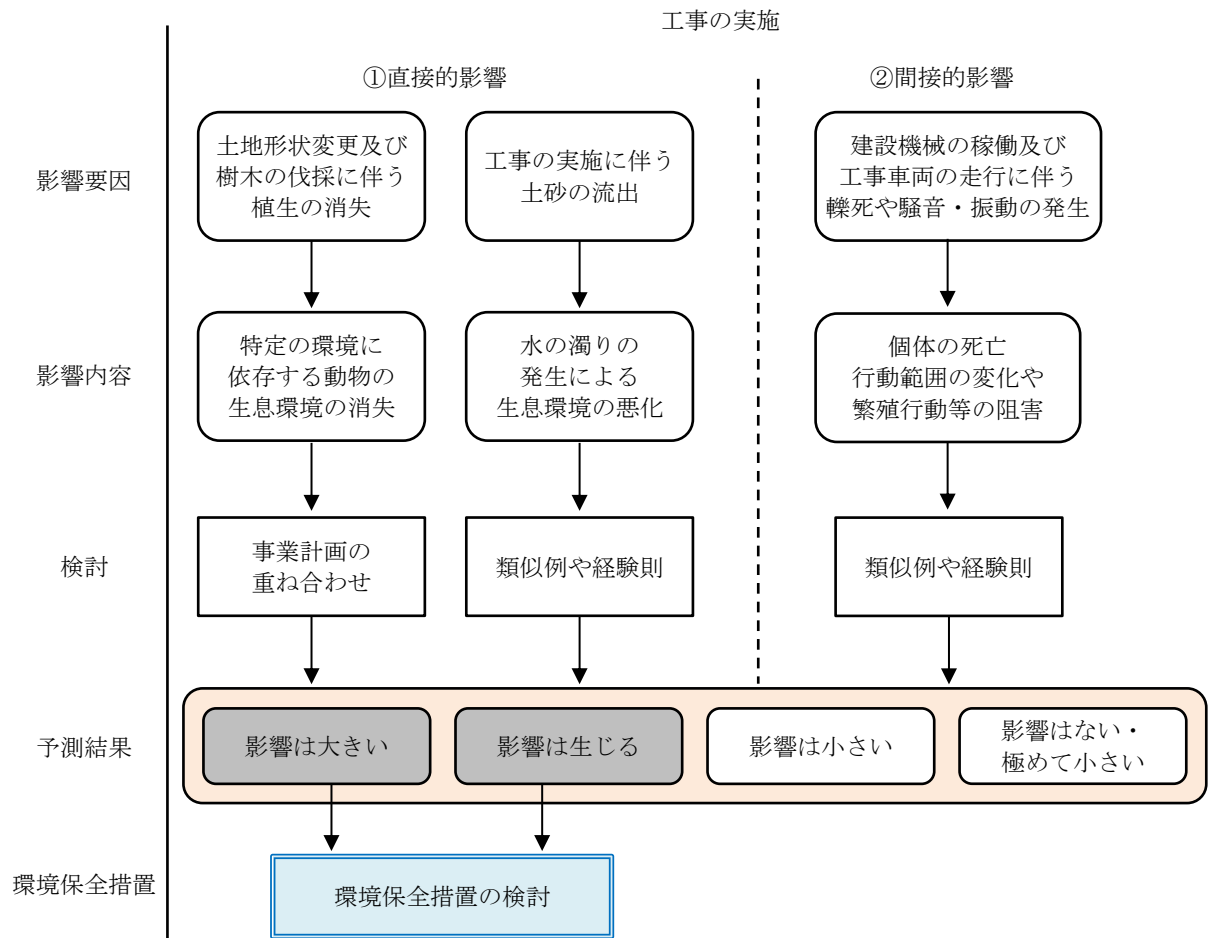 工事の実施
①直接的影響
②間接的影響
影響要因
土地形状変更及び
樹木の伐採に伴う
植生の消失
工事の実施に伴う
土砂の流出
建設機械の稼働及び
工事車両の走行に伴う
轢死や騒音・振動の発生
影響内容
特定の環境に
依存する動物の
生息環境の消失
水の濁りの
発生による
生息環境の悪化
個体の死亡
行動範囲の変化や
繁殖行動等の阻害
検討
事業計画の
重ね合わせ
類似例や経験則
類似例や経験則
予測結果
影響は大きい
影響は生じる
影響は小さい
影響はない・
極めて小さい
環境保全措置
環境保全措置の検討